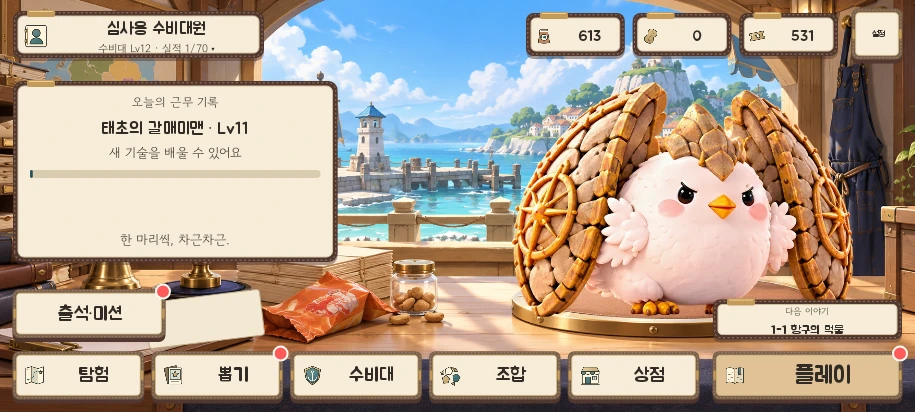 심사용 수비대원
수비대 Lv12 · 실적 1/70 •
613
0
531
설정
오늘의 근무 기록
태초의 갈매미맨 · Lv11
새 기술을 배울 수 있어요
한 마리씩, 차근차근.
출석·미션
다음 이야기
1-1 항구의 먹물
탐험
뽑기
수비대
조합
상점
플레이